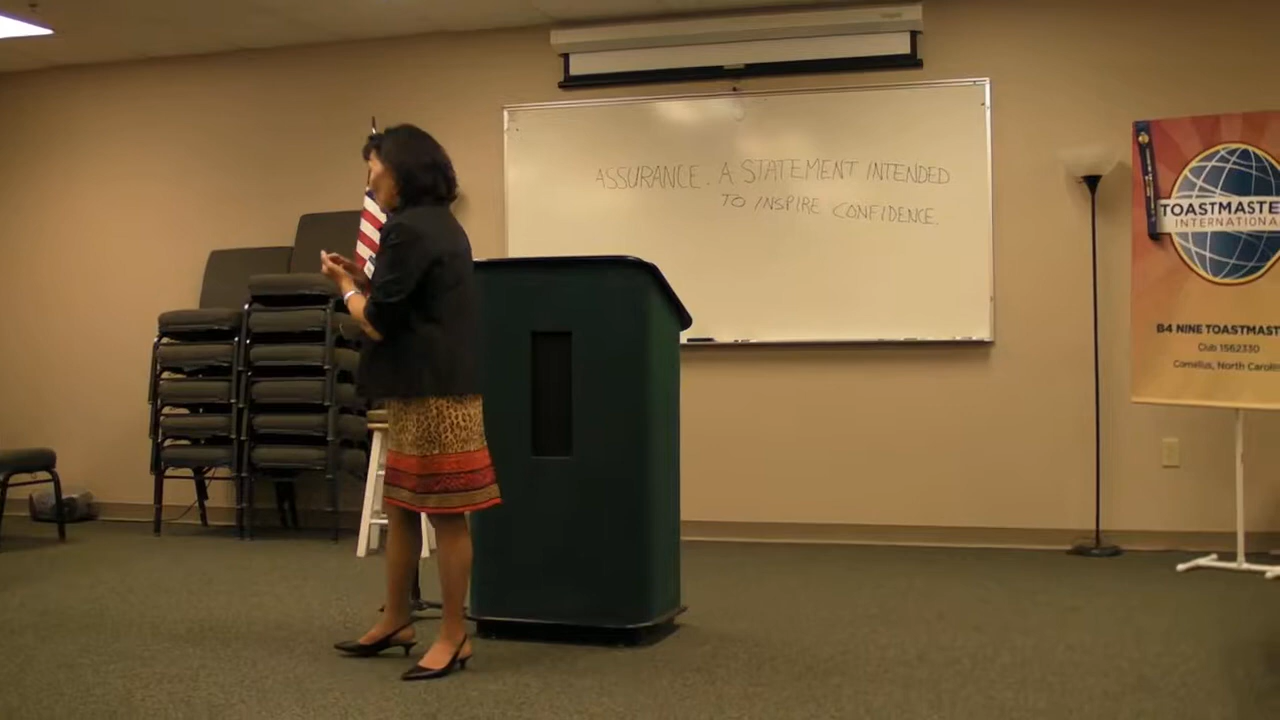 ASSURANCE. A STATEMENT INTENDED
TO INSPIRE CONFIDENCE.
TOASTMASTE
INTERNATIONA
B4 NINE TOASTMAST
Club 1562330
Cornelius, North Carolin